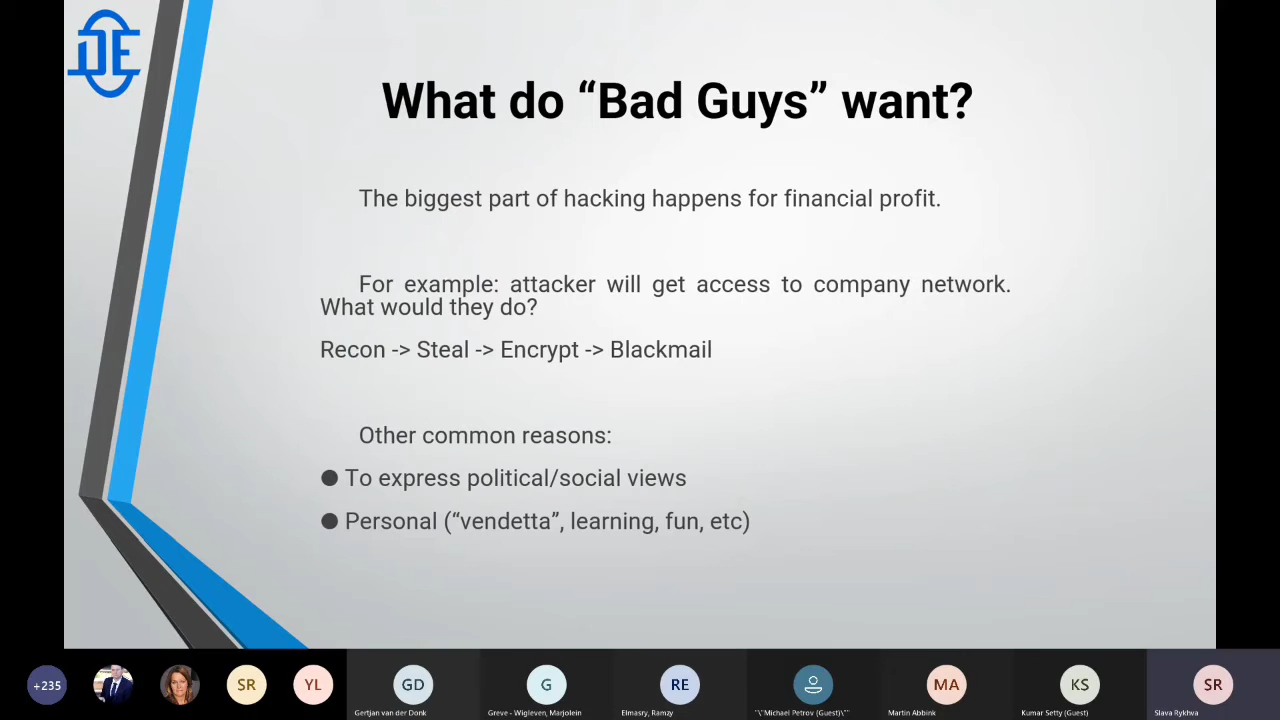 DE
What do “Bad Guys” want?
The biggest part of hacking happens for financial profit.
For example: attacker will get access to company network.
What would they do?
Recon -> Steal -> Encrypt -> Blackmail
Other common reasons:
● To express political/social views
● Personal (“vendetta”, learning, fun, etc)
+235
SR
YL
GD
G
RE
MA
KS
SR
Gertjan van der Donk
Greve - Wigleven, Marjolein
Elmasry, Ramzy
"\"Michael Petrov (Guest)\""
Martin Abbink
Kumar Setty (Guest)
Slava Rykhva